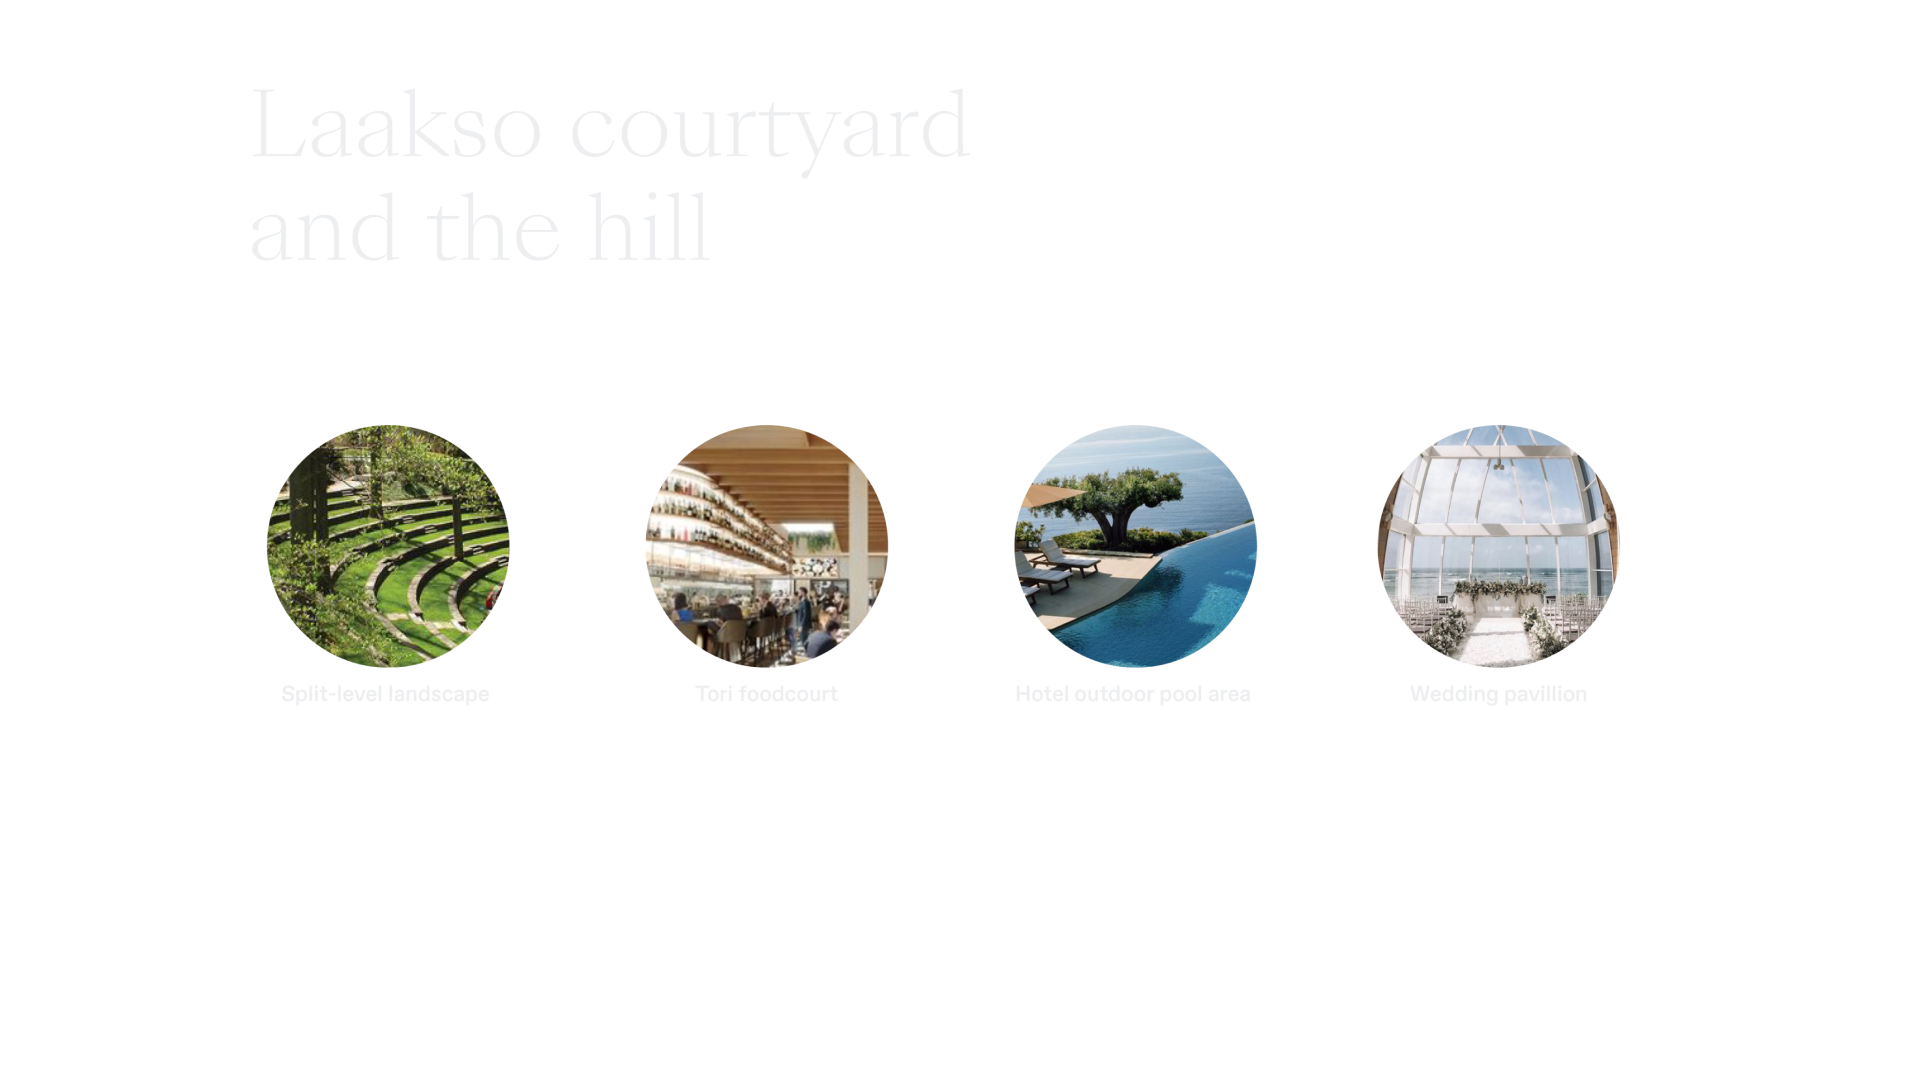 Laakso courtyard
and the hill
Split-level landscape
Tori foodcourt
Hotel outdoor pool area
Wedding pavillion